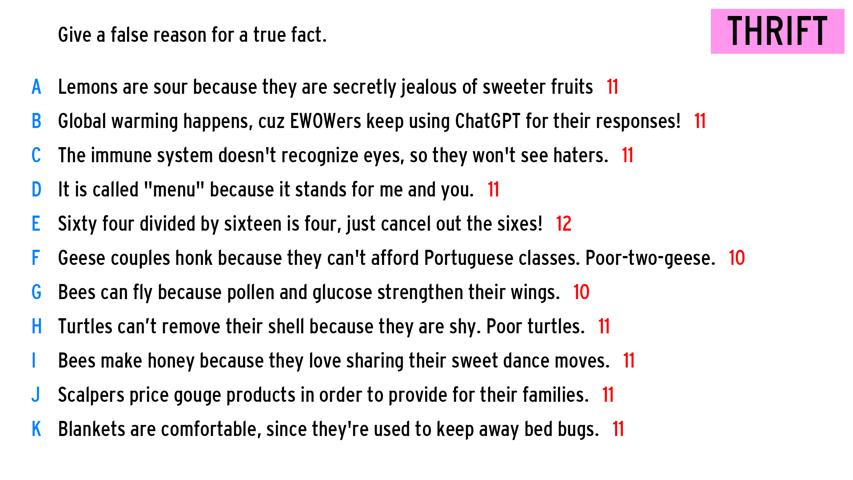 Give a false reason for a true fact.
THRIFT
A Lemons are sour because they are secretly jealous of sweeter fruits 11
B Global warming happens, cuz EWOWers keep using ChatGPT for their responses! 11
C The immune system doesn't recognize eyes, so they won't see haters. 11
D It is called "menu" because it stands for me and you. 11
E Sixty four divided by sixteen is four, just cancel out the sixes! 12
F Geese couples honk because they can't afford Portuguese classes. Poor-two-geese. 10
G Bees can fly because pollen and glucose strengthen their wings. 10
H Turtles can’t remove their shell because they are shy. Poor turtles. 11
I Bees make honey because they love sharing their sweet dance moves. 11
J Scalpers price gouge products in order to provide for their families. 11
K Blankets are comfortable, since they're used to keep away bed bugs. 11